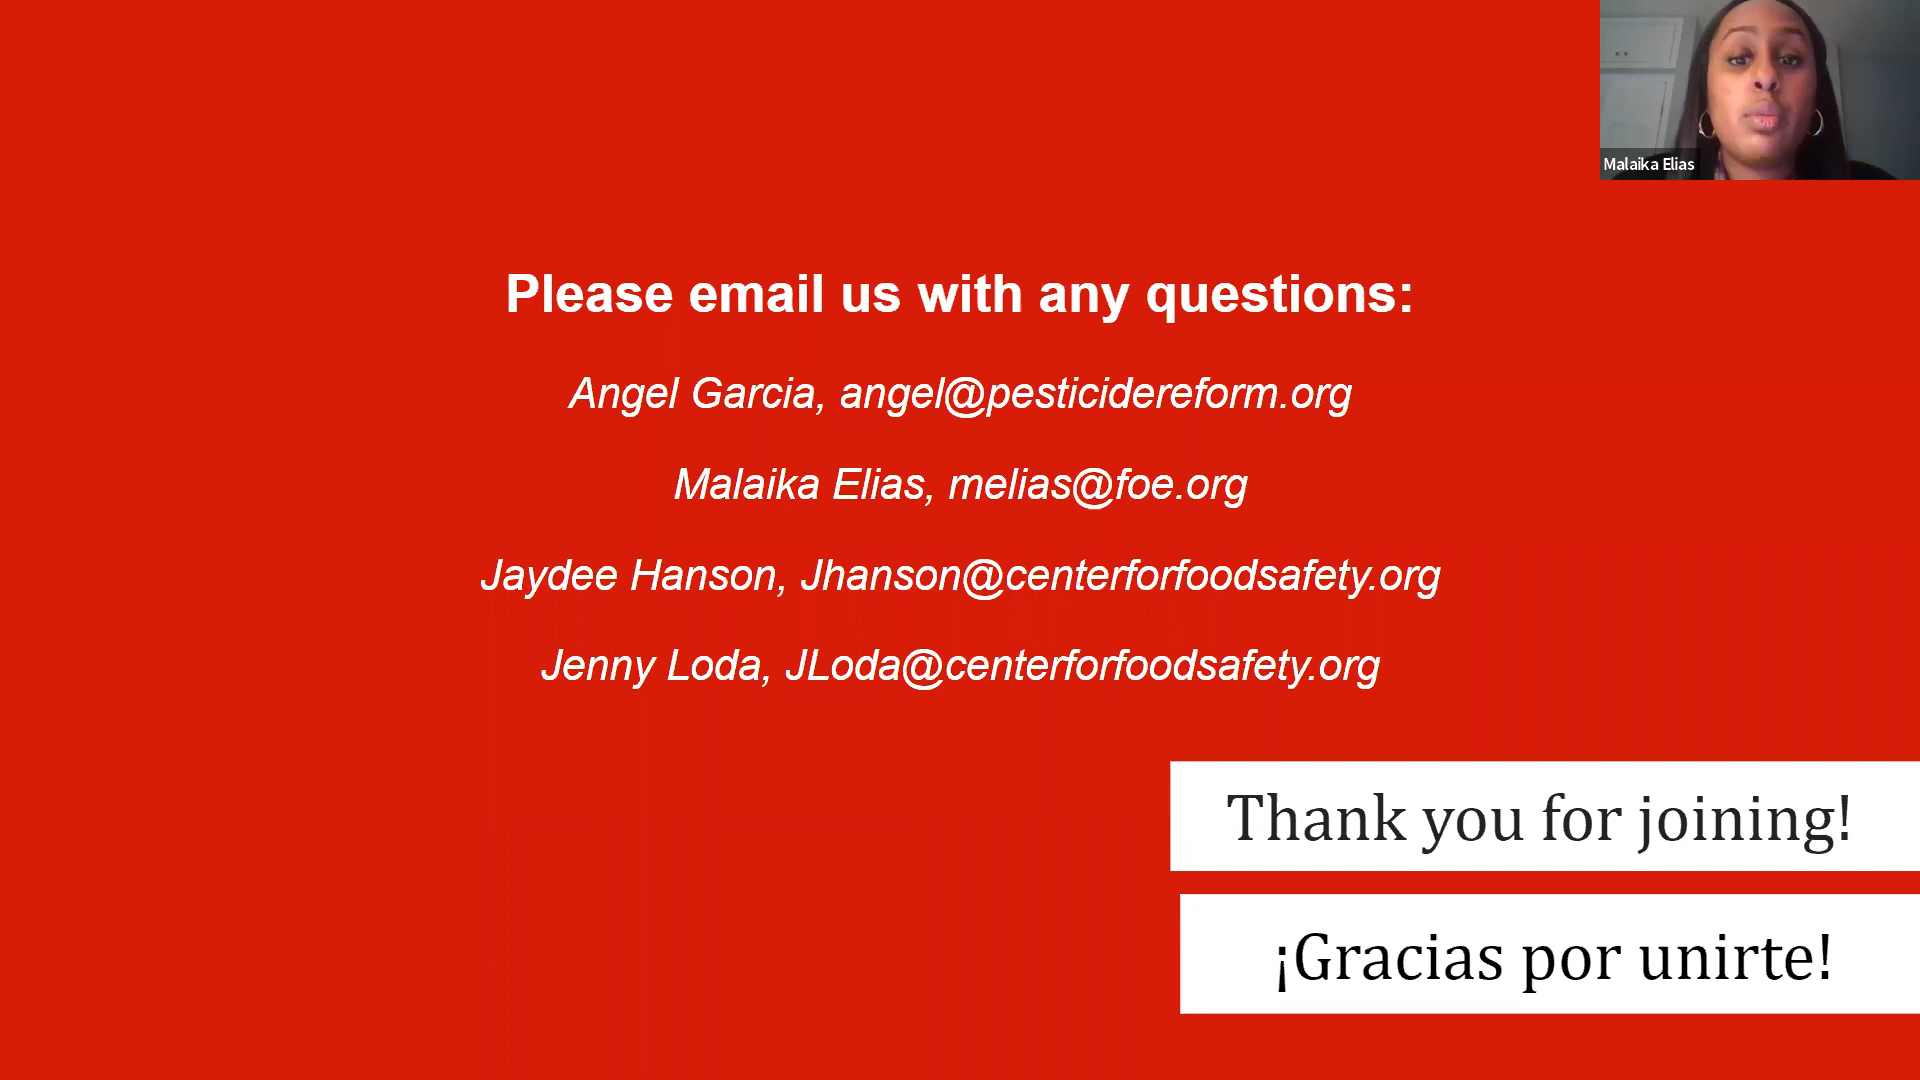 Malaika Elias
Please email us with any questions:
Angel Garcia, angel@pesticidereform.org
Malaika Elias, melias@foe.org
Jaydee Hanson, Jhanson@centerforfoodsafety.org
Jenny Loda, JLoda@centerforfoodsafety.org
Thank you for joining!
¡Gracias por unirte!